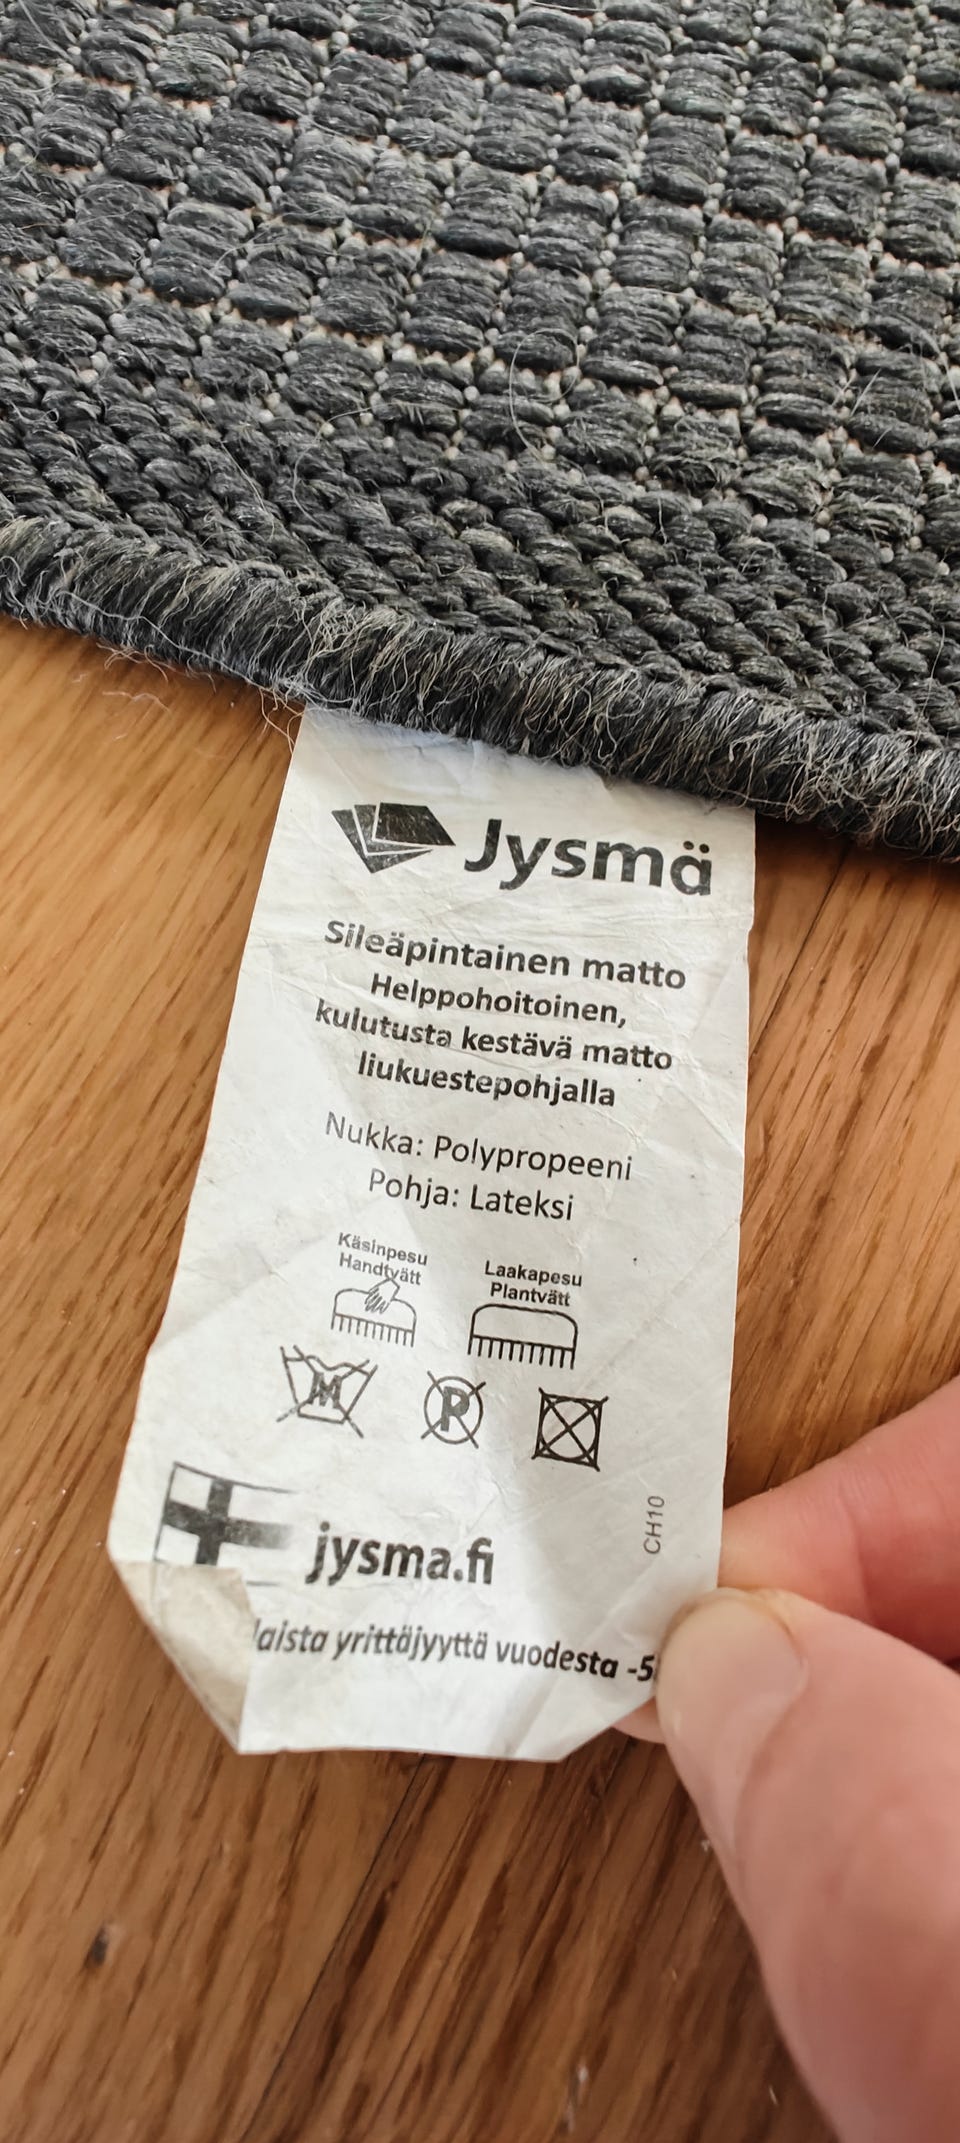 Jysmä
Sileäpintainen matto
Helppohoitoinen,
kulutusta kestävä matto
liukuestepohjalla
Nukka: Polypropeeni
Pohja: Lateksi
Käsinpesu
Handtvätt
Laakapesu
Plantvätt
M
P
CH10
jysma.fi
yrittäjyyttä vuodesta